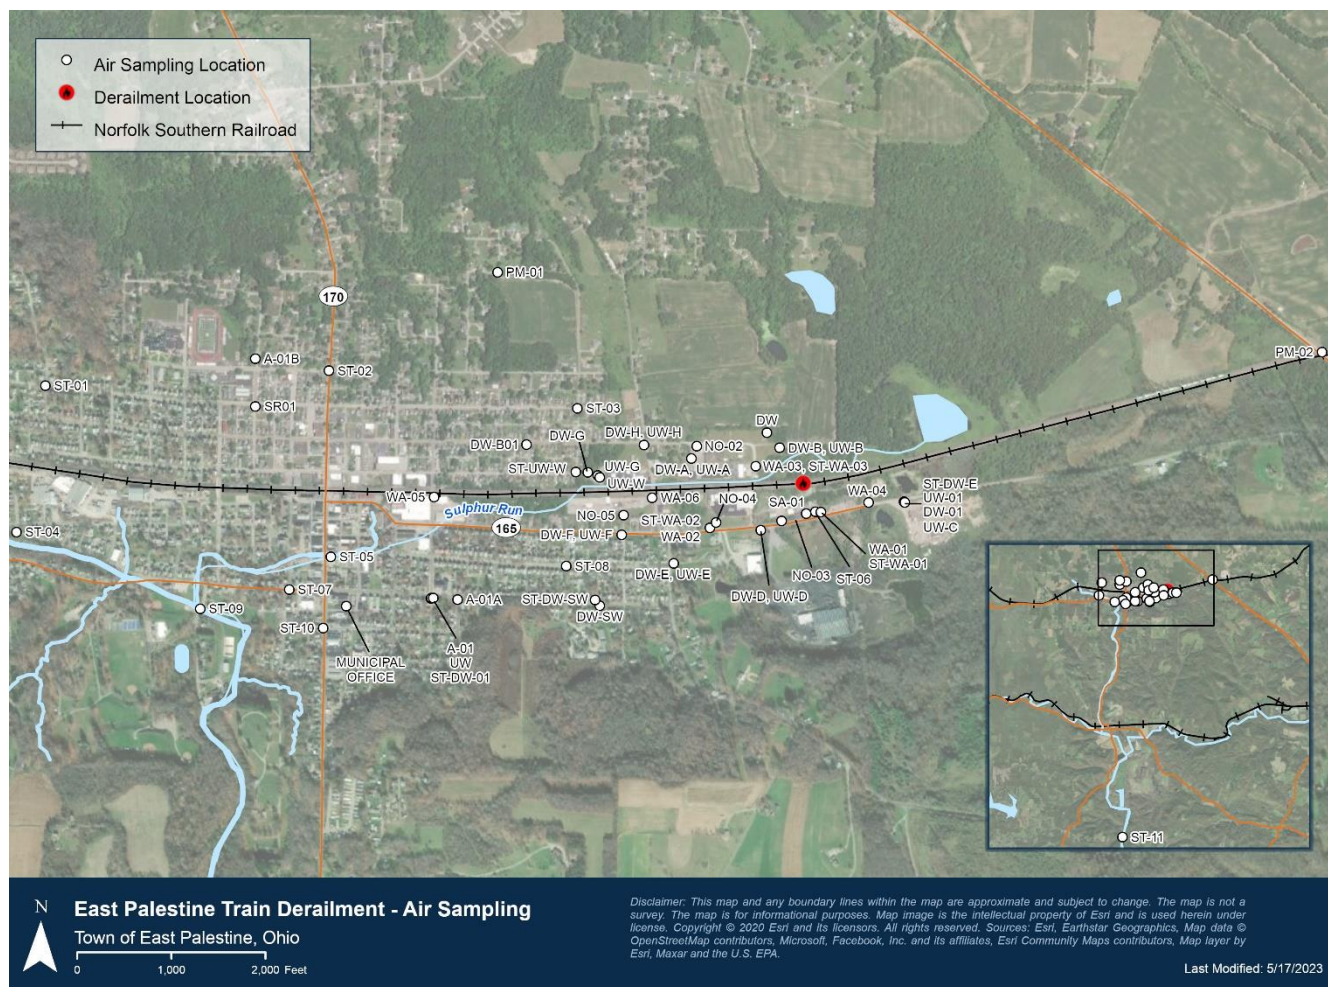 Air Sampling Location
Derailment Location
Norfolk Southern Railroad
PM-01
170
PM-02
A-01B
ST-02
ST-01
SR01
ST-03
DW
DW-G
DW-H, UW-H
DW-B01
NO-02
DW-B, UW-B
ST-UW-W
UW-G
DW-A, UW-A
WA-03, ST-WA-03
UW-W
ST-DW-E
WA-05
WA-06
NO-04
SA-01
WA-04
UW-01
Sulphur Run
DW-01
NO-05
ST-WA-02
UW-C
165
ST-04
DW-F, UW-F
WA-02
WA-01
ST-WA-01
ST-05
ST-08
NO-03
ST-06
DW-E, UW-E
ST-07
DW-D, UW-D
ST-09
A-01A
ST-DW-SW
DW-SW
ST-10
A-01
UW
ST-DW-01
MUNICIPAL
OFFICE
ST-11
N
East Palestine Train Derailment - Air Sampling
Town of East Palestine, Ohio
0 1,000 2,000 Feet
Disclaimer: This map and any boundary lines within the map are approximate and subject to change. The map is not a
survey. The map is for informational purposes. Map image is the intellectual property of Esri and is used herein under
license. Copyright © 2020 Esri and its licensors. All rights reserved. Sources: Esri, Earthstar Geographics, Map data ©
OpenStreetMap contributors, Microsoft, Facebook, Inc. and its affiliates, Esri Community Maps contributors, Map layer by
Esri, Maxar and the U.S. EPA.
Last Modified: 5/17/2023